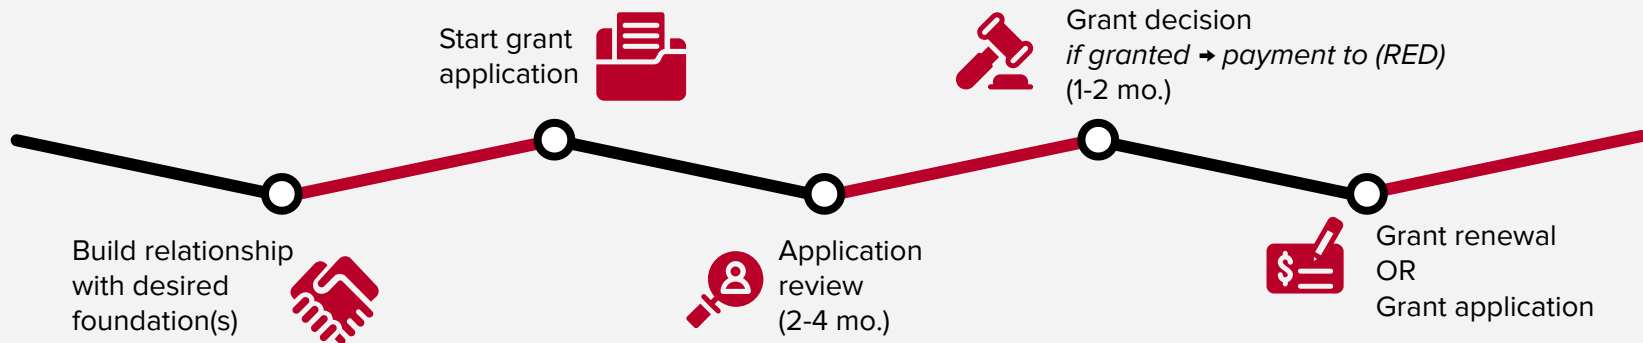 Build relationship
with desired
foundation(s)
Start grant
application
Application
review
(2-4 mo.)
Grant decision
if granted → payment to (RED)
(1-2 mo.)
$
Grant renewal
OR
Grant application